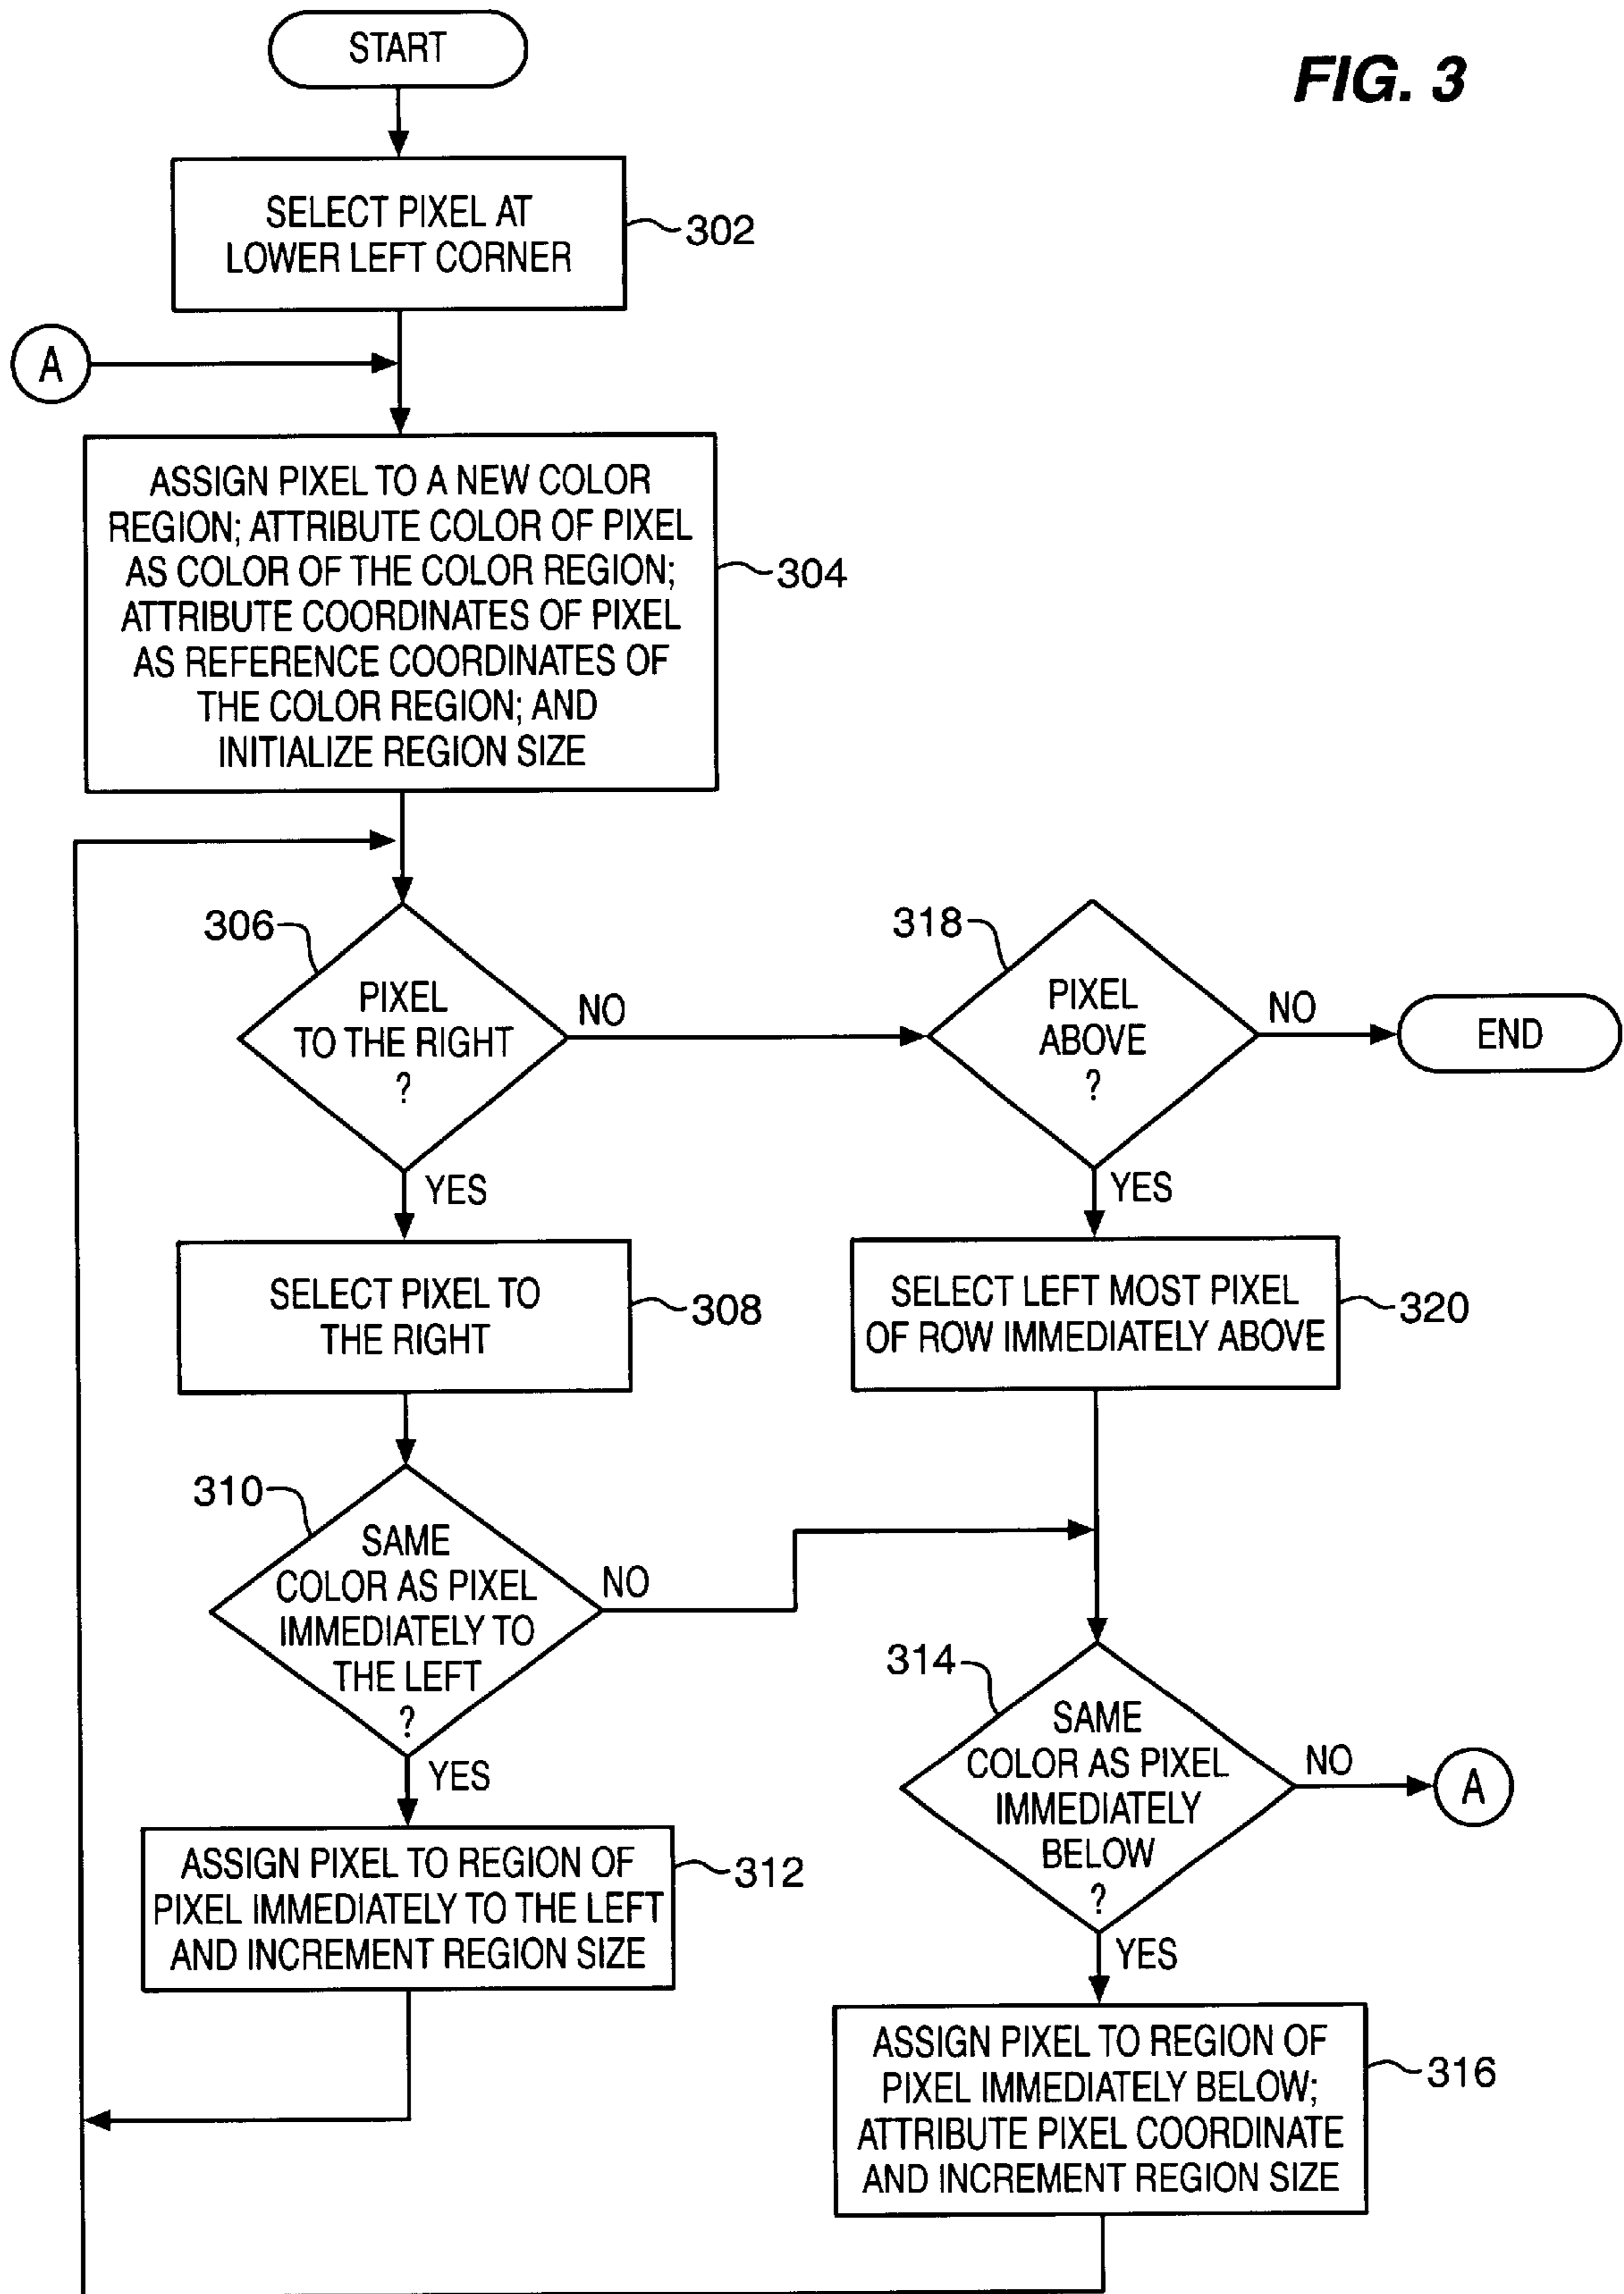 START
FIG. 3
SELECT PIXEL AT
LOWER LEFT CORNER
302
A
ASSIGN PIXEL TO A NEW COLOR
REGION; ATTRIBUTE COLOR OF PIXEL
AS COLOR OF THE COLOR REGION;
ATTRIBUTE COORDINATES OF PIXEL
AS REFERENCE COORDINATES OF
THE COLOR REGION; AND
INITIALIZE REGION SIZE
304
306
PIXEL
TO THE RIGHT
?
NO
YES
318
PIXEL
ABOVE
?
NO
END
YES
SELECT PIXEL TO
THE RIGHT
308
SELECT LEFT MOST PIXEL
OF ROW IMMEDIATELY ABOVE
320
310
SAME
COLOR AS PIXEL
IMMEDIATELY TO
THE LEFT
?
NO
YES
314
SAME
COLOR AS PIXEL
IMMEDIATELY
BELOW
?
NO
A
YES
ASSIGN PIXEL TO REGION OF
PIXEL IMMEDIATELY TO THE LEFT
AND INCREMENT REGION SIZE
312
ASSIGN PIXEL TO REGION OF
PIXEL IMMEDIATELY BELOW;
ATTRIBUTE PIXEL COORDINATE
AND INCREMENT REGION SIZE
316